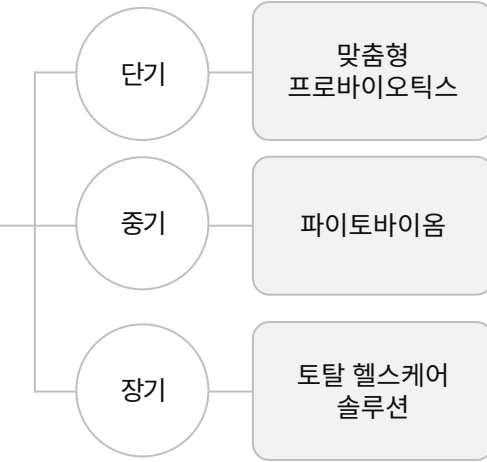 단기
맞춤형
프로바이오틱스
중기
파이토바이옴
장기
토탈 헬스케어
솔루션